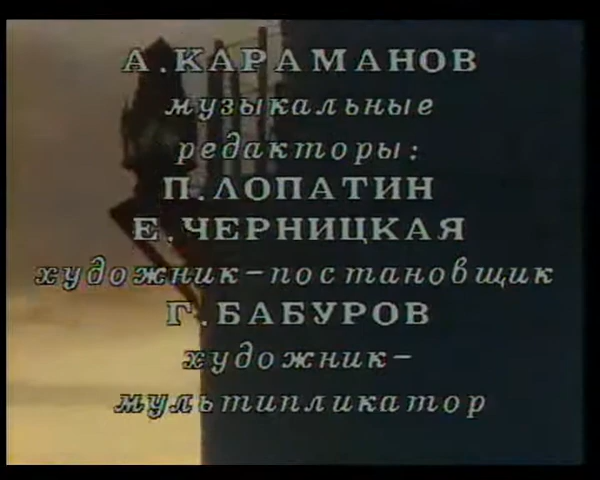 А.КАРАМАНОВ
музыкальные
редакторы:
П.ЛОПАТИН
Е.ЧЕРНИЦКАЯ
художник-постановщик
Г.БАБУРОВ
художник-
мультипликатор